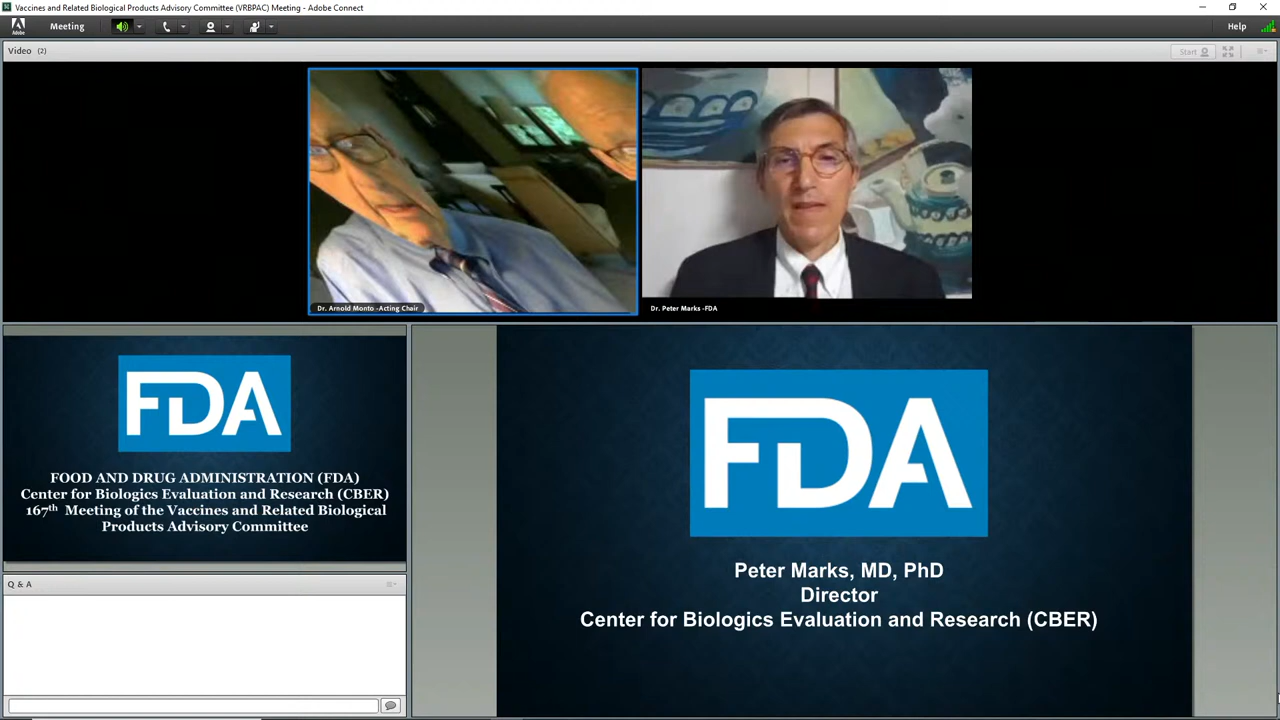 Vaccines and Related Biological Products Advisory Committee (VRBPAC) Meeting - Adobe Connect
Adobe
Meeting
Help
Video (2)
Start
Dr. Arnold Monto -Acting Chair
Dr. Peter Marks -FDA
FDA
FOOD AND DRUG ADMINISTRATION (FDA)
Center for Biologics Evaluation and Research (CBER)
167th Meeting of the Vaccines and Related Biological
Products Advisory Committee
Q & A
FDA
Peter Marks, MD, PhD
Director
Center for Biologics Evaluation and Research (CBER)